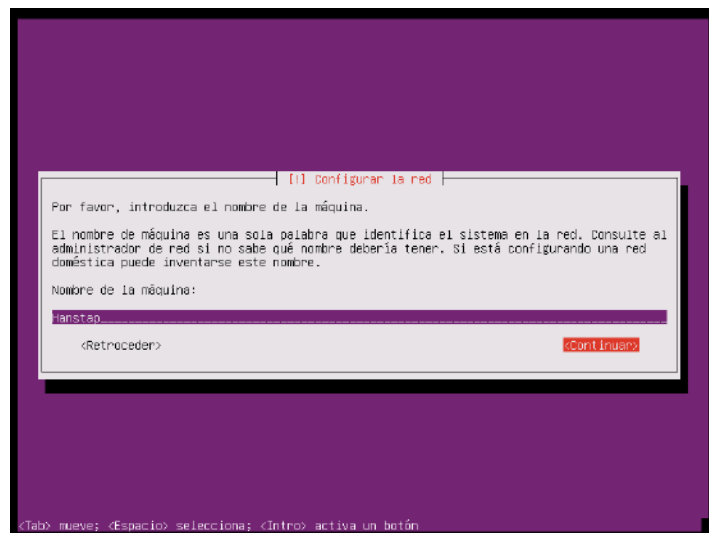 [!] Configurar la red
Por favor, introduzca el nombre de la máquina.
El nombre de máquina es una sola palabra que identifica el sistema en la red. Consulte al
administrador de red si no sabe qué nombre debería tener. Si está configurando una red
doméstica puede inventarse este nombre.
Nombre de la máquina:
Hanstap
<Retroceder> <Continuar>
<Tab> mueve; <Espacio> selecciona; <Intro> activa un botón